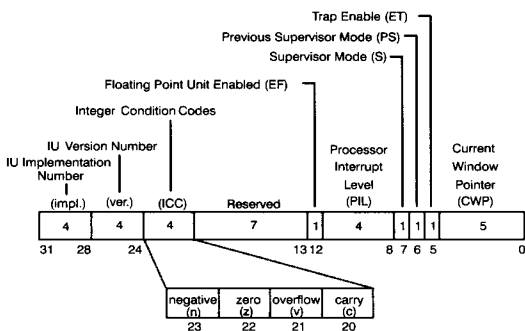 Trap Enable (ET)
Previous Supervisor Mode (PS)
Supervisor Mode (S)
Floating Point Unit Enabled (EF)
Integer Condition Codes
IU Version Number
IU Implementation
Number
Processor
Interrupt
Level
(PIL)
Current
Window
Pointer
(CWP)
(impl.) (ver.) (ICC) Reserved
4 4 4 7 1 4 1 1 1 5
31 28 24 13 12 8 7 6 5 0
negative (n) zero (z) overflow (v) carry (c)
23 22 21 20